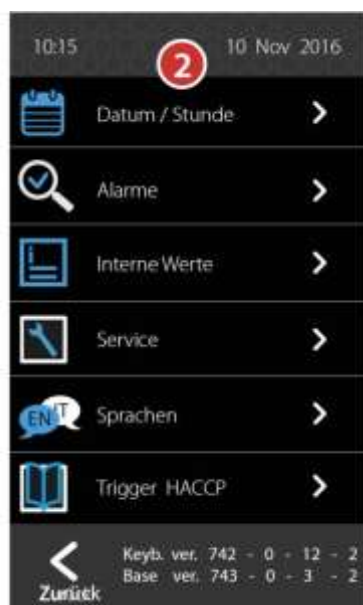 10:15
2
10 Nov 2016
Datum / Stunde
Alarme
Interne Werte
Service
EN IT
Sprachen
Trigger HACCP
Keyb. ver. 742 - 0 - 12 - 2
Base ver. 743 - 0 - 3 - 2
Zurück